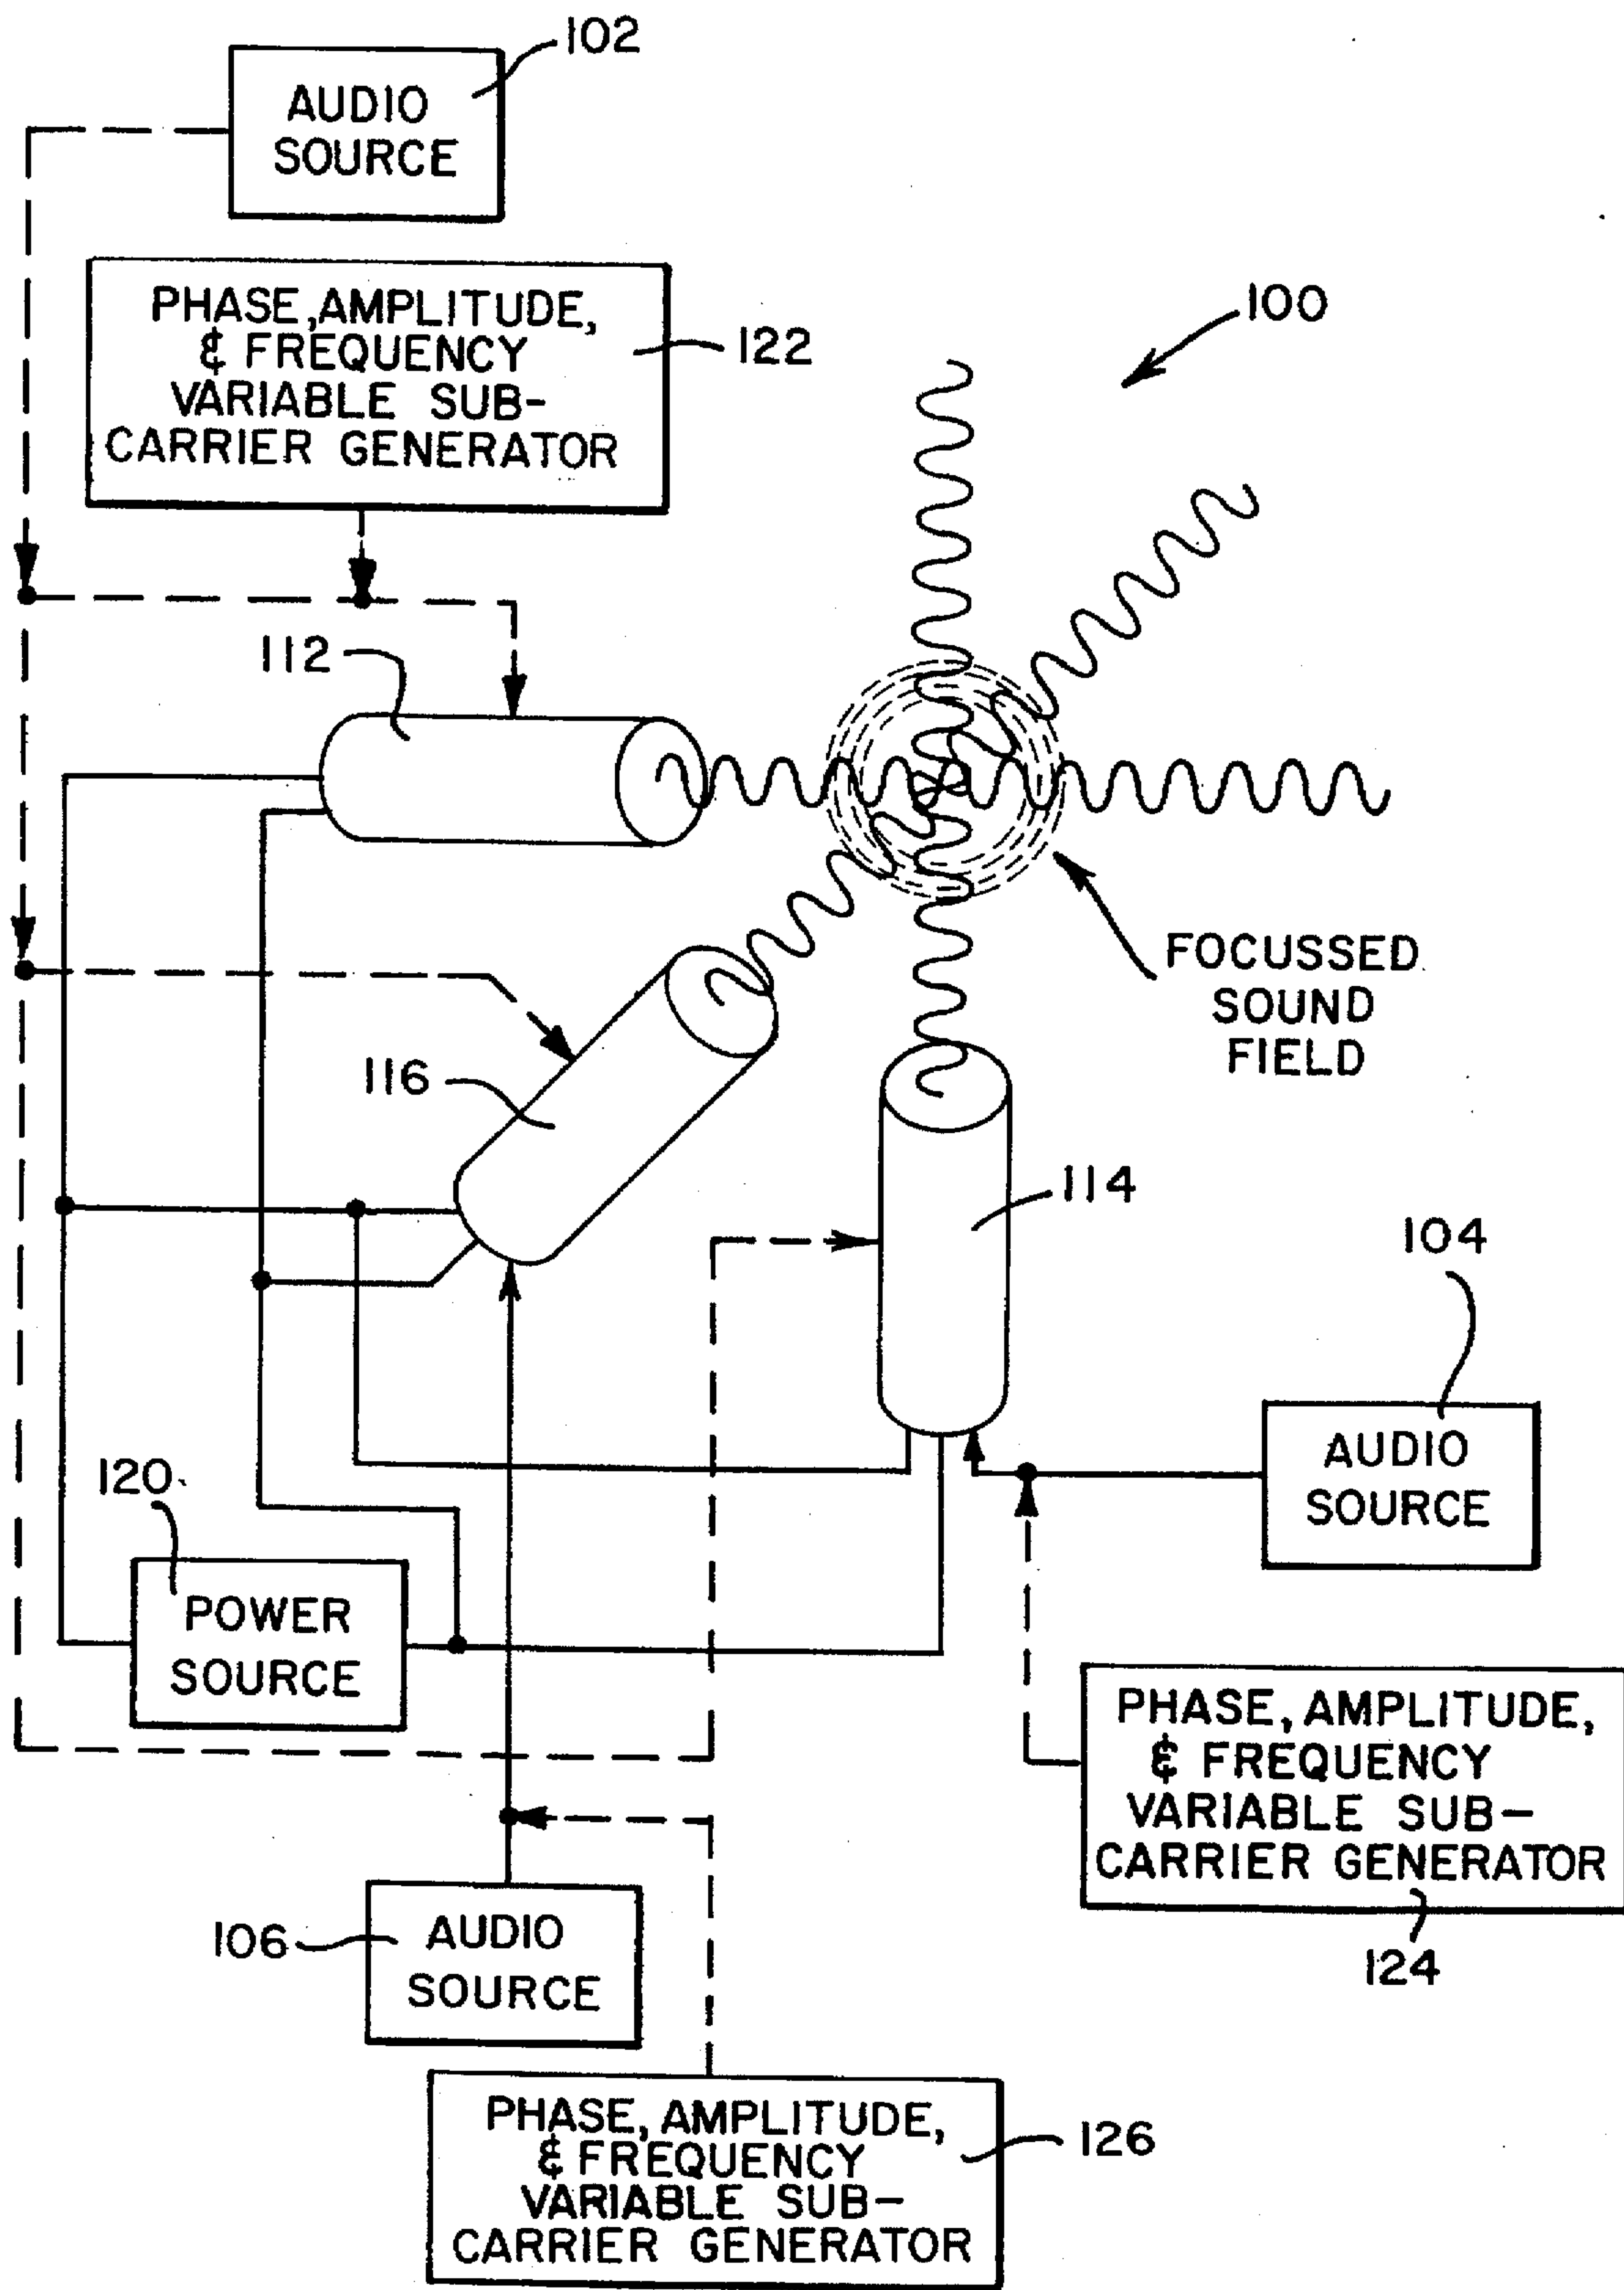 102
AUDIO
SOURCE
PHASE, AMPLITUDE,
& FREQUENCY
VARIABLE SUB-
CARRIER GENERATOR
122
100
112
FOCUSSED
SOUND
FIELD
116
114
104
AUDIO
SOURCE
120
POWER
SOURCE
PHASE, AMPLITUDE,
& FREQUENCY
VARIABLE SUB-
CARRIER GENERATOR
124
106
AUDIO
SOURCE
PHASE, AMPLITUDE,
& FREQUENCY
VARIABLE SUB-
CARRIER GENERATOR
126